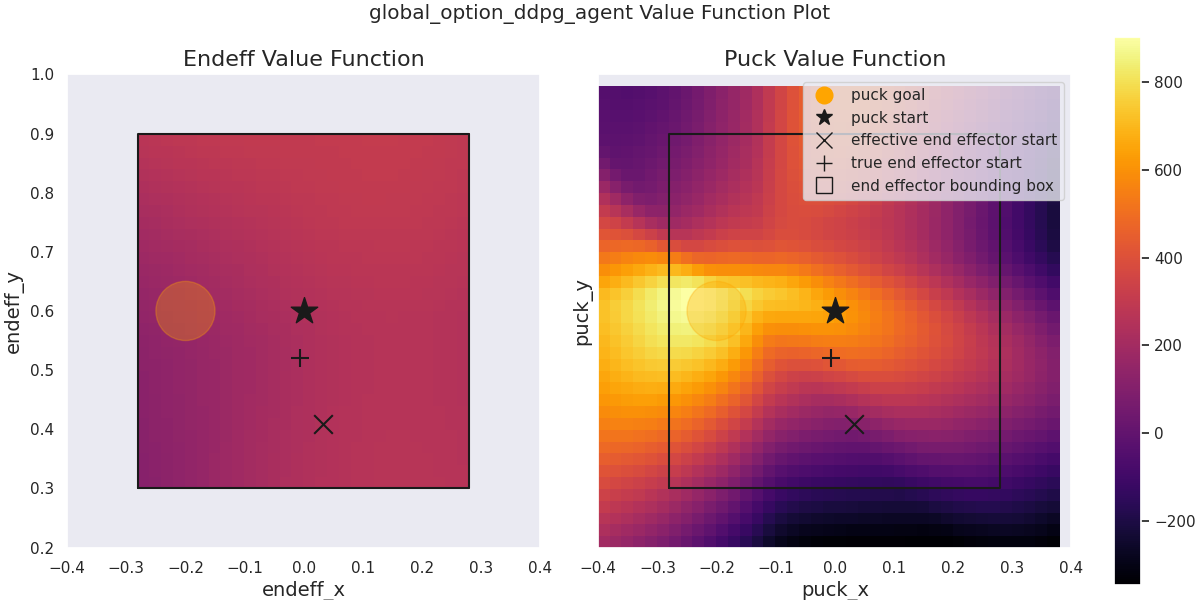 global_option_ddpg_agent Value Function Plot
Endeff Value Function
1.0
0.9
0.8
0.7
0.6
0.5
0.4
0.3
0.2
endeff_y
−0.4 −0.3 −0.2 −0.1 0.0 0.1 0.2 0.3 0.4
endeff_x
Puck Value Function
puck goal
puck start
effective end effector start
true end effector start
end effector bounding box
puck_y
−0.4 −0.3 −0.2 −0.1 0.0 0.1 0.2 0.3 0.4
puck_x
800
600
400
200
0
−200